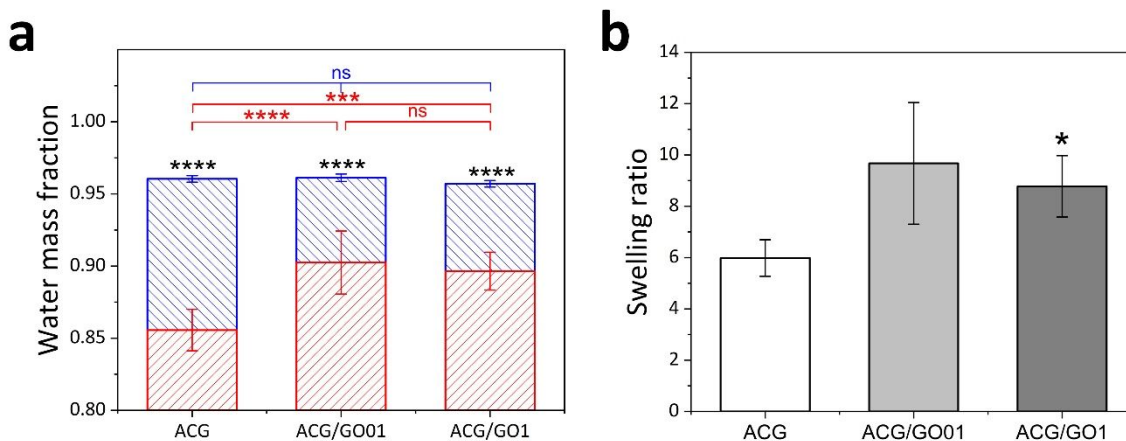 a
Water mass fraction
1.00
0.95
0.90
0.85
0.80
ns
***
****
ns
****
****
****
ACG
ACG/GO01
ACG/GO1
b
Swelling ratio
14
12
10
8
6
4
2
0
*
ACG
ACG/GO01
ACG/GO1